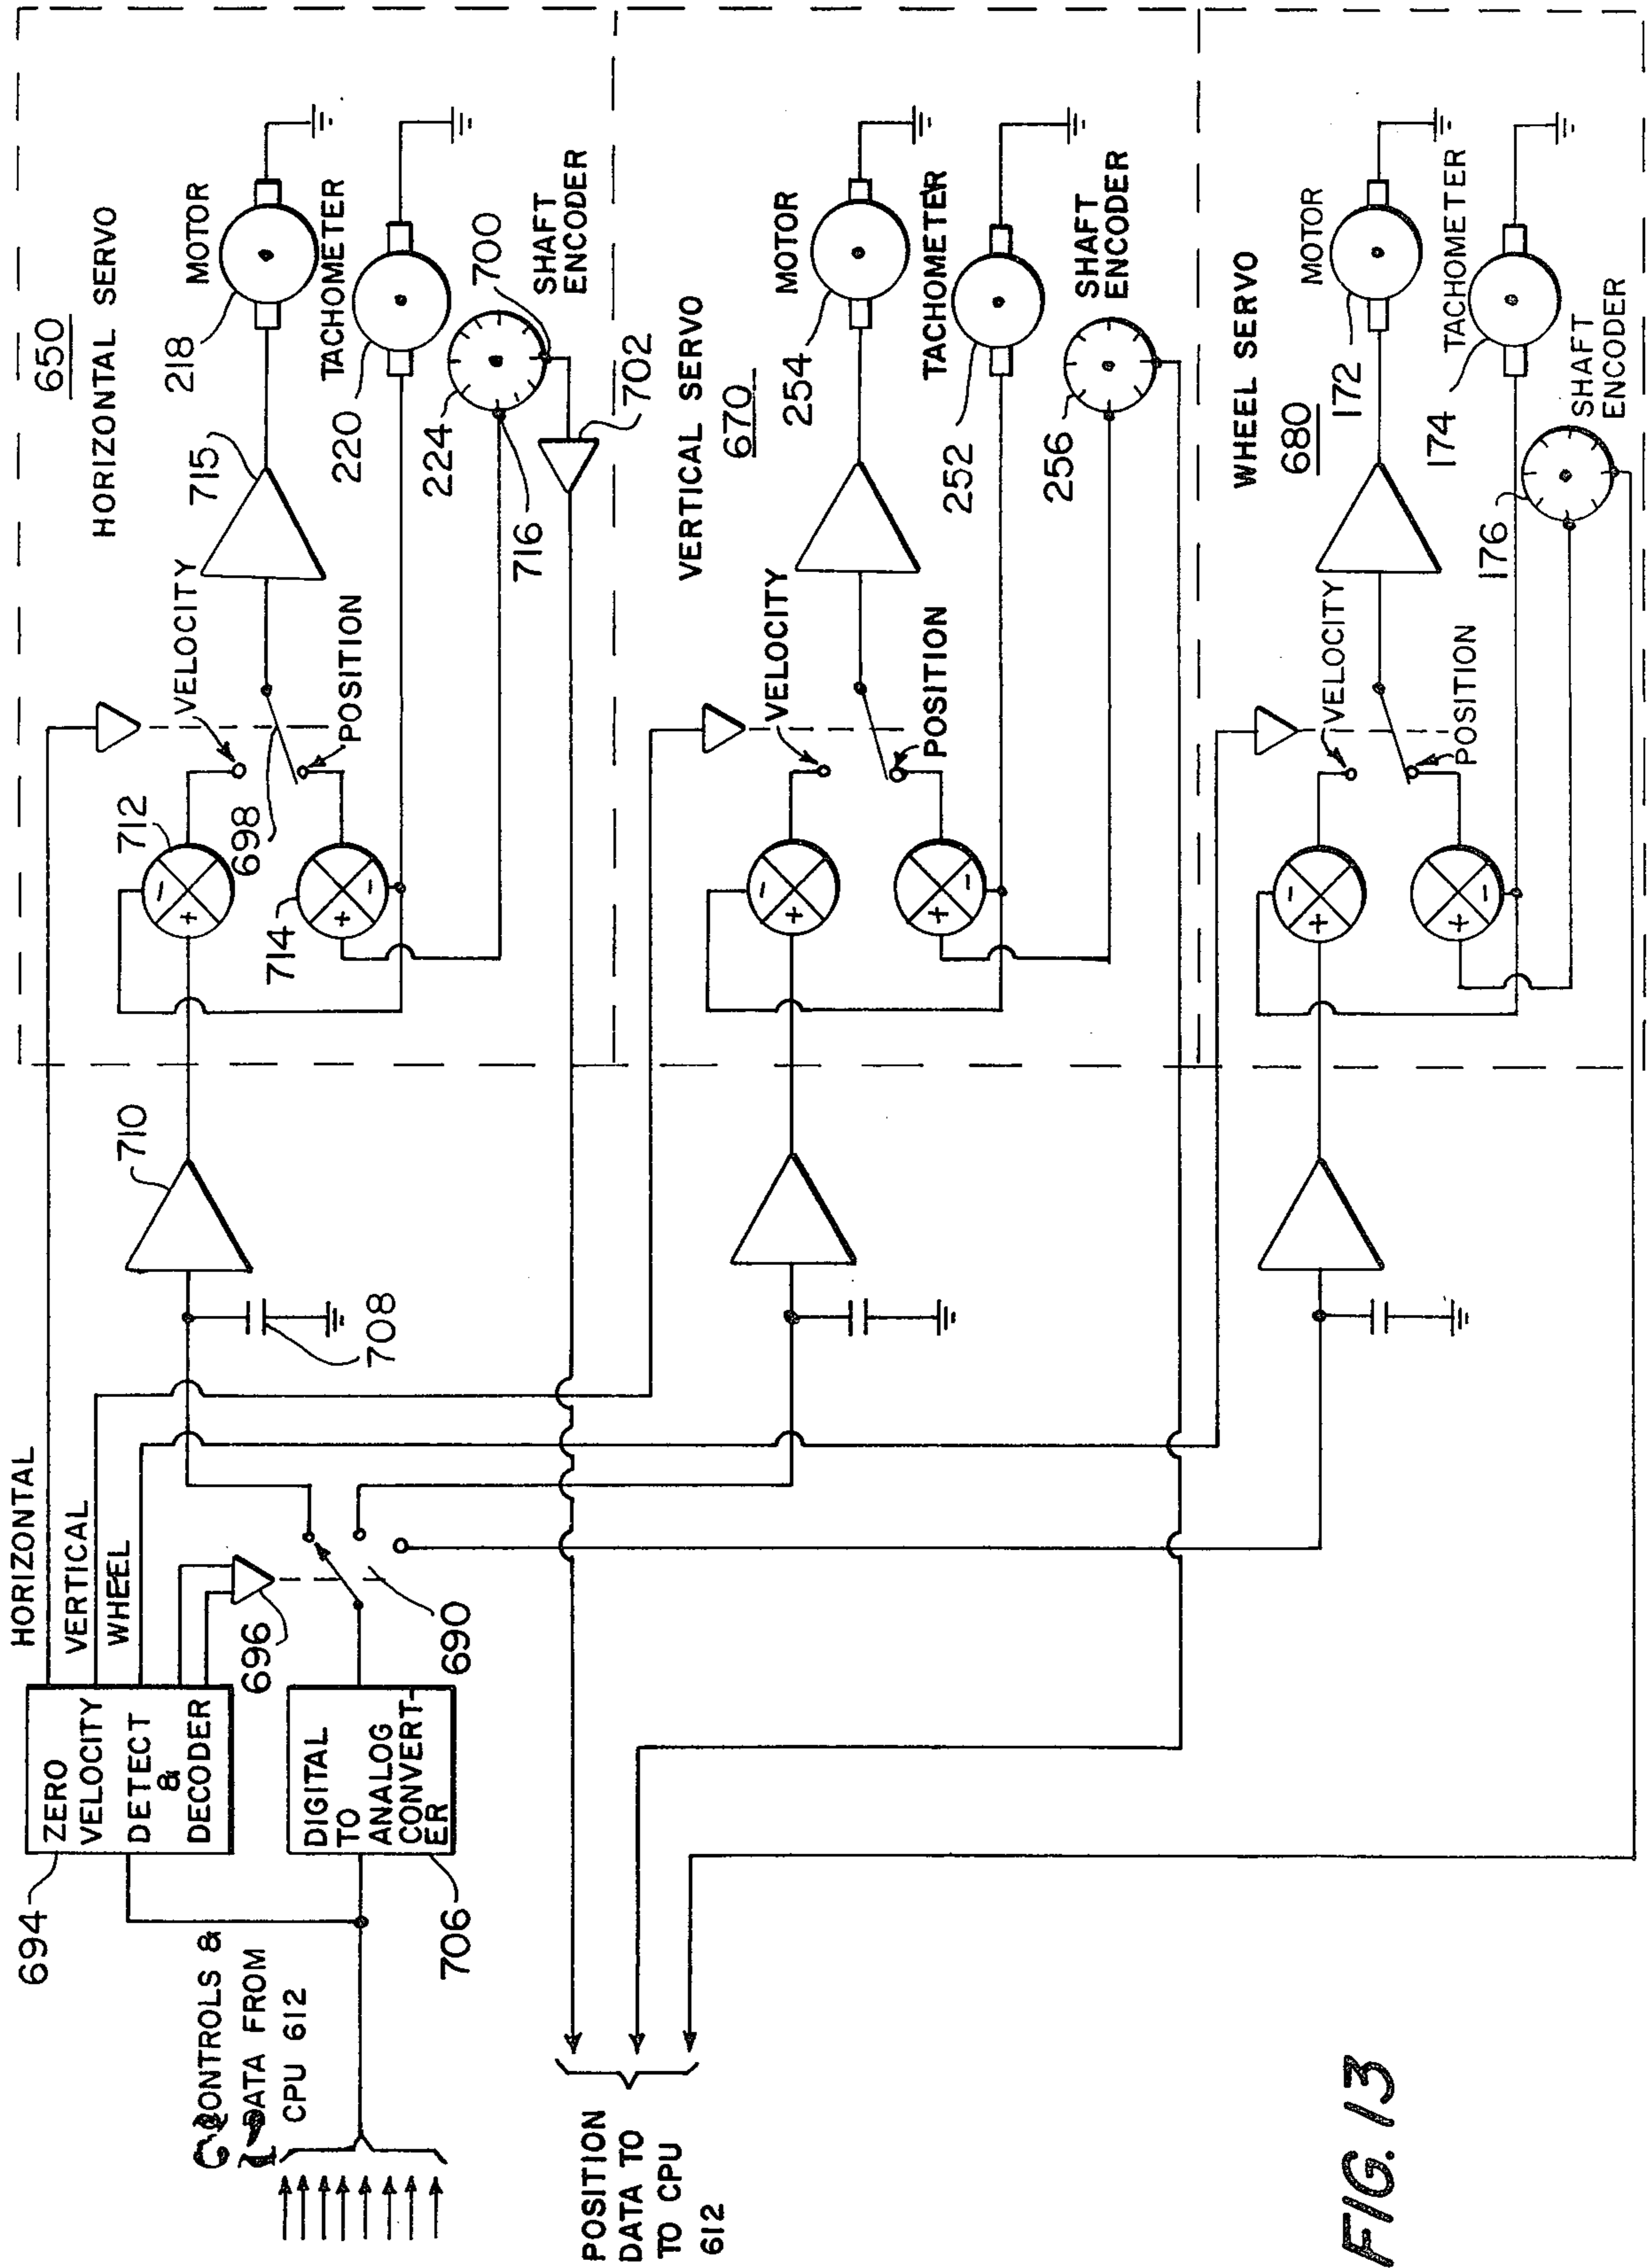 HORIZONTAL
VERTICAL
WHEEL
694
ZERO
VELOCITY
DETECT
&
DECODER
696
690
CONTROLS &
DATA FROM
CPU 612
DIGITAL
TO
ANALOG
CONVERT-
ER
706
708
710
POSITION
DATA TO
TO CPU
612
650
HORIZONTAL SERVO
712
-
+
714
+
-
698
VELOCITY
POSITION
715
218
MOTOR
220
TACHOMETER
224
716
700
SHAFT
ENCODER
702
VERTICAL SERVO
670
-
+
+
-
VELOCITY
POSITION
254
MOTOR
252
TACHOMETER
256
SHAFT
ENCODER
WHEEL SERVO
680
-
+
+
-
VELOCITY
POSITION
172
MOTOR
174
TACHOMETER
176
SHAFT
ENCODER
FIG. 13